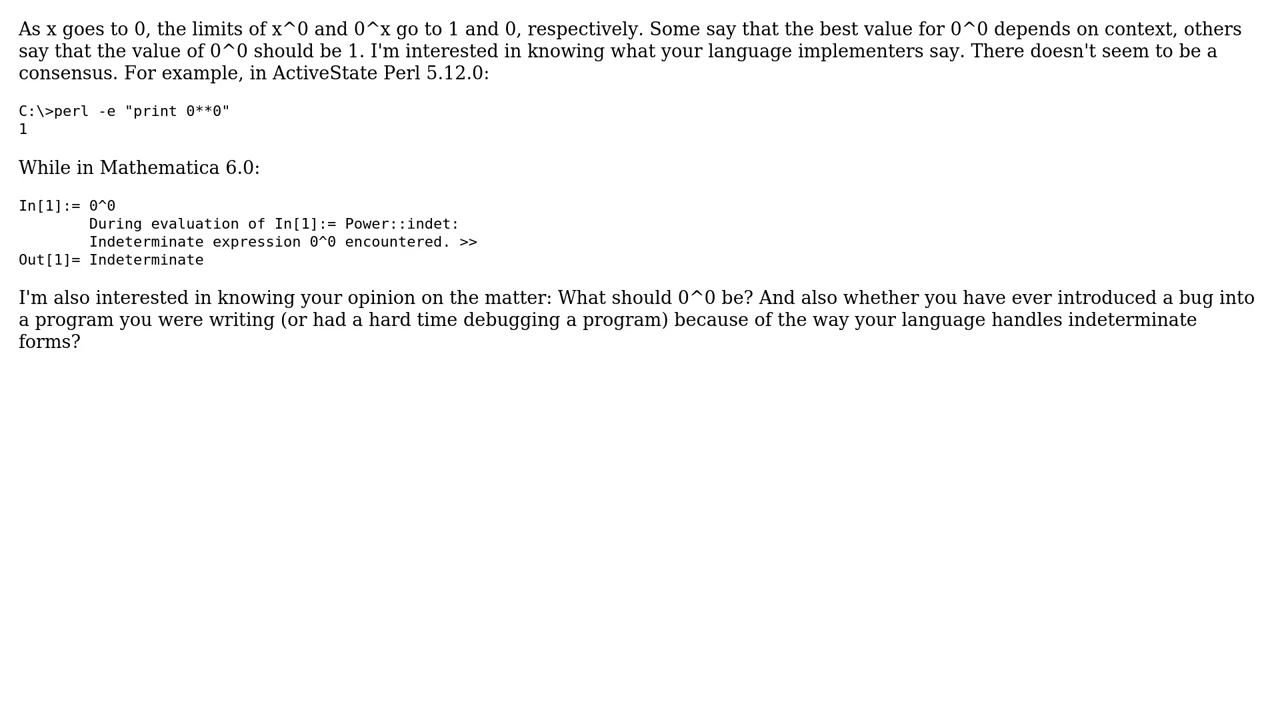 As x goes to 0, the limits of x^0 and 0^x go to 1 and 0, respectively. Some say that the best value for 0^0 depends on context, others
say that the value of 0^0 should be 1. I'm interested in knowing what your language implementers say. There doesn't seem to be a
consensus. For example, in ActiveState Perl 5.12.0:
C:\>perl -e "print 0**0"
1
While in Mathematica 6.0:
In[1]:= 0^0
        During evaluation of In[1]:= Power::indet:
        Indeterminate expression 0^0 encountered. >>
Out[1]= Indeterminate
I'm also interested in knowing your opinion on the matter: What should 0^0 be? And also whether you have ever introduced a bug into
a program you were writing (or had a hard time debugging a program) because of the way your language handles indeterminate
forms?